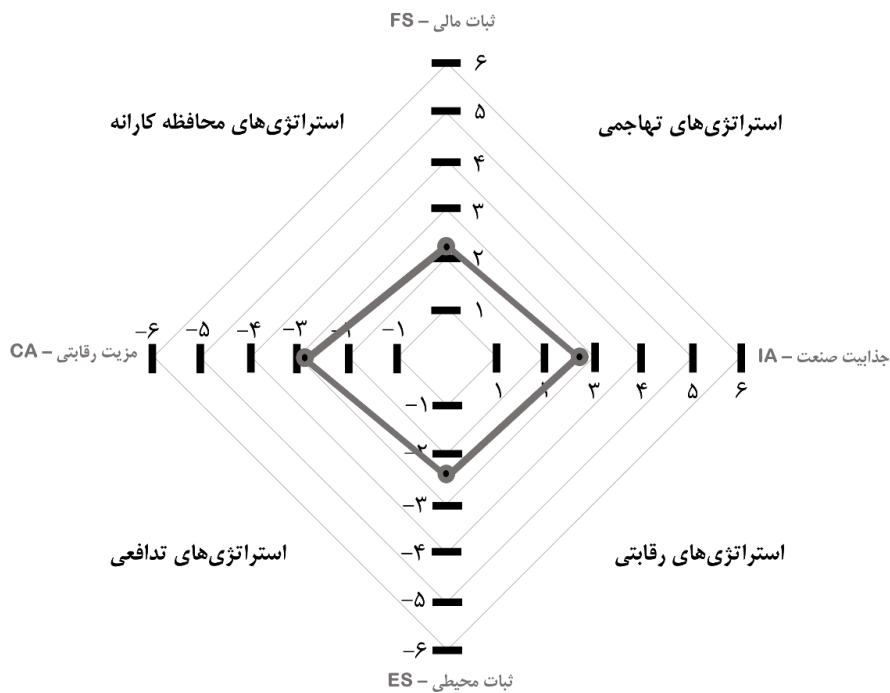 ثبات مالی – FS
۶
۵
استراتژی‌های محافظه کارانه
استراتژی‌های تهاجمی
۴
۳
۲
۱
–۶ –۵ –۴ –۳ –۱
مزیت رقابتی – CA
جذابیت صنعت – IA
۱ ۳ ۴ ۵ ۶
–۱
–۲
–۳
–۴
استراتژی‌های تدافعی
استراتژی‌های رقابتی
–۵
–۶
ثبات محیطی – ES